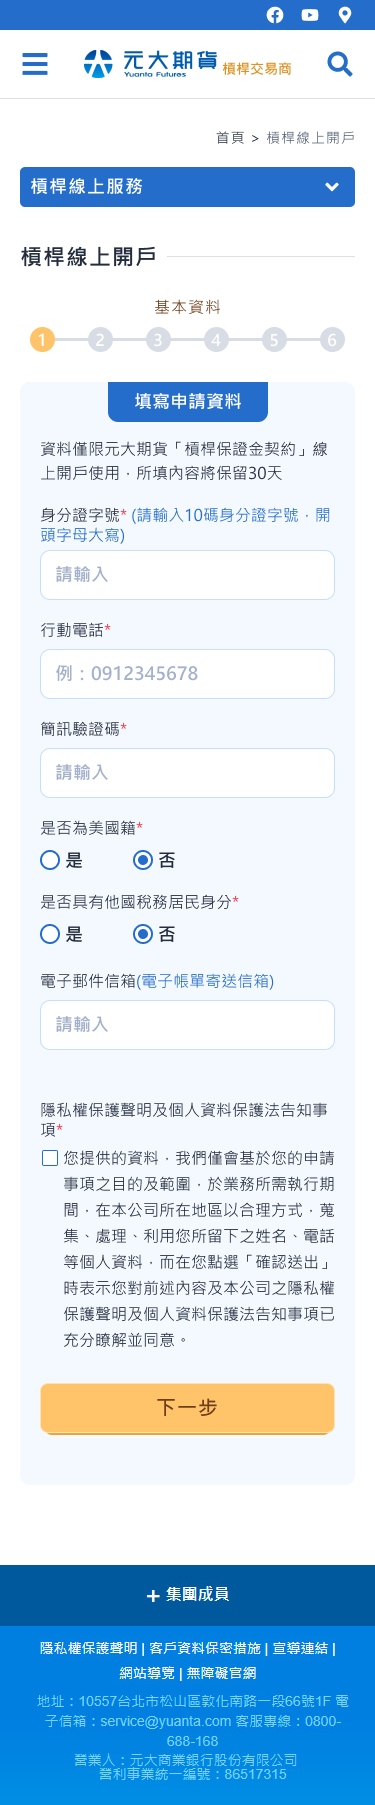 元大期貨 槓桿交易商
Yuanta Futures
首頁 > 槓桿線上開戶
槓桿線上服務
槓桿線上開戶
基本資料
1 2 3 4 5 6
填寫申請資料
資料僅限元大期貨「槓桿保證金契約」線
上開戶使用，所填內容將保留30天
身分證字號* (請輸入10碼身分證字號，開
頭字母大寫)
請輸入
行動電話*
例：0912345678
簡訊驗證碼*
請輸入
是否為美國籍*
是 否
是否具有他國稅務居民身分*
是 否
電子郵件信箱(電子帳單寄送信箱)
請輸入
隱私權保護聲明及個人資料保護法告知事
項*
您提供的資料，我們僅會基於您的申請
事項之目的及範圍，於業務所需執行期
間，在本公司所在地區以合理方式，蒐
集、處理、利用您所留下之姓名、電話
等個人資料，而在您點選「確認送出」
時表示您對前述內容及本公司之隱私權
保護聲明及個人資料保護法告知事項已
充分瞭解並同意。
下一步
+ 集團成員
隱私權保護聲明 | 客戶資料保密措施 | 宣導連結 |
網站導覽 | 無障礙官網
地址：10557台北市松山區敦化南路一段66號1F 電
子信箱：service@yuanta.com 客服專線：0800-
688-168
營業人：元大商業銀行股份有限公司
營利事業統一編號：86517315